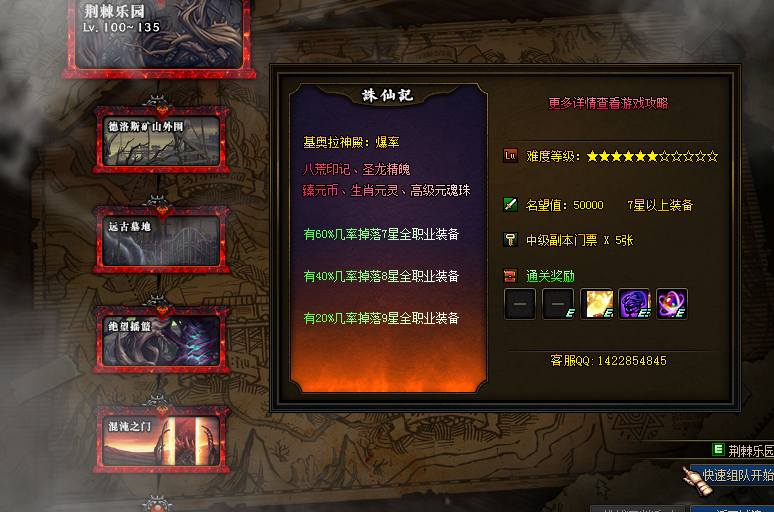 荆棘乐园
Lv. 100~135
德洛斯矿山外围
远古墓地
绝望摇篮
混沌之门
誅仙記
基奥拉神殿：爆率
八荒印记、圣龙精魄
臻元币、生肖元灵、高级元魂珠
有60%几率掉落7星全职业装备
有40%几率掉落8星全职业装备
有20%几率掉落9星全职业装备
更多详情查看游戏攻略
Lv 难度等级：★★★★★★☆☆☆☆☆
名望值：50000 7星以上装备
中级副本门票 X 5张
通关奖励
客服QQ:1422854845
E 荆棘乐园
快速组队开始